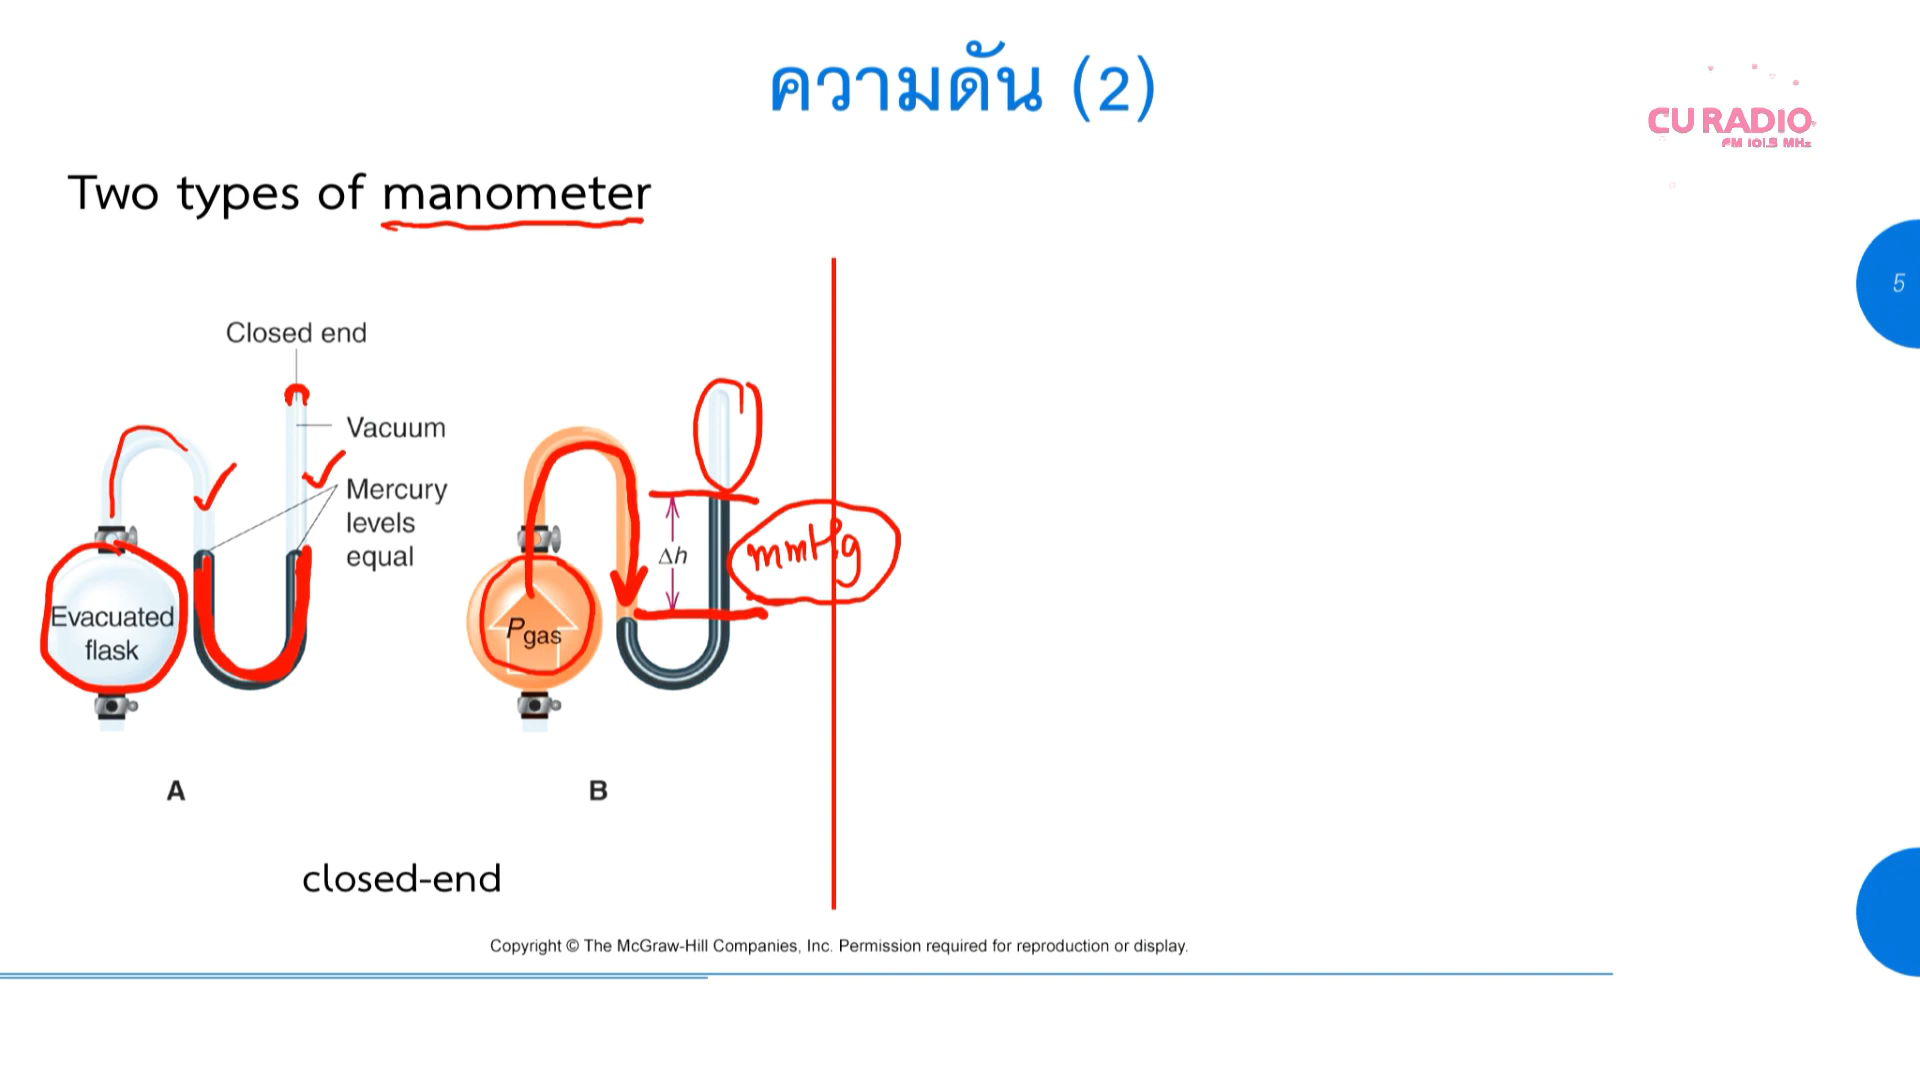 ความดัน (2)
CU RADIO
FM 101.5 MHz
Two types of manometer
5
Closed end
Vacuum
Mercury
levels
equal
Evacuated
flask
Pgas
Δh
mmHg
A
B
closed-end
Copyright © The McGraw-Hill Companies, Inc. Permission required for reproduction or display.